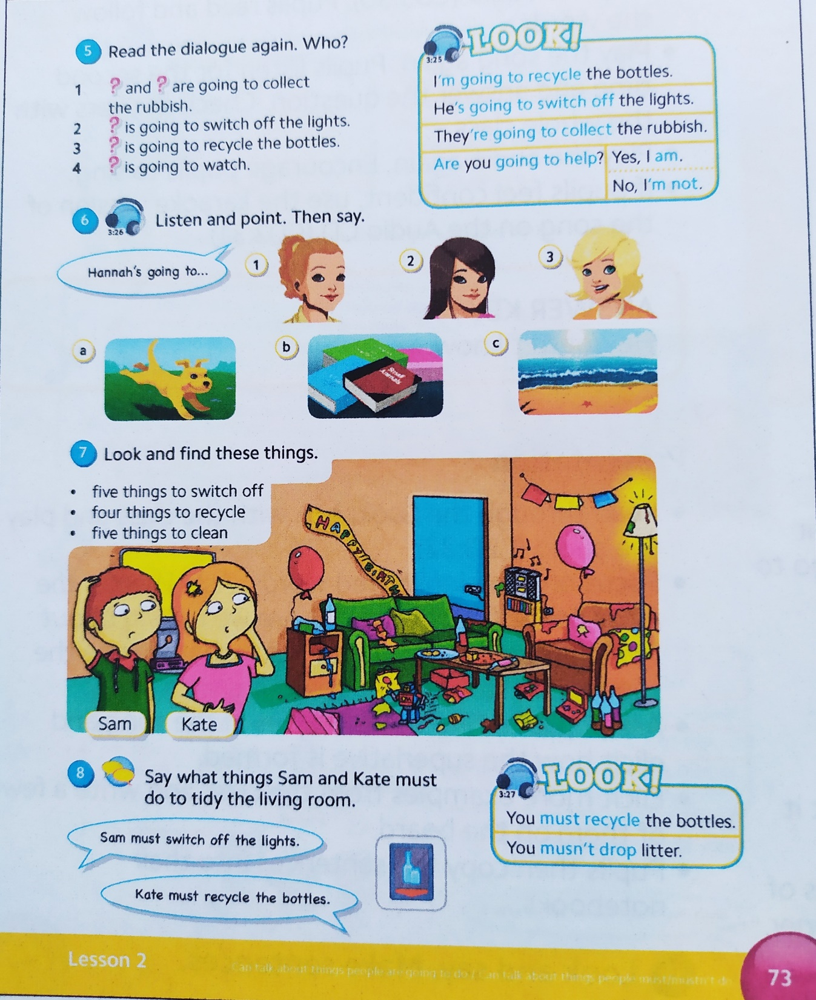 5 Read the dialogue again. Who?
1 ? and ? are going to collect
the rubbish.
2 ? is going to switch off the lights.
3 ? is going to recycle the bottles.
4 ? is going to watch.
LOOK!
3:25
I'm going to recycle the bottles.
He's going to switch off the lights.
They're going to collect the rubbish.
Are you going to help? Yes, I am.
No, I'm not.
6 3:26 Listen and point. Then say.
Hannah's going to...
1 2 3
a b c
Small
Animals
7 Look and find these things.
• five things to switch off
• four things to recycle
• five things to clean
HAPPY BIRTH
Sam Kate
8 Say what things Sam and Kate must
do to tidy the living room.
Sam must switch off the lights.
Kate must recycle the bottles.
LOOK!
3:27
You must recycle the bottles.
You musn't drop litter.
Lesson 2
Can talk about things people are going to do / Can talk about things people must/mustn't do
73